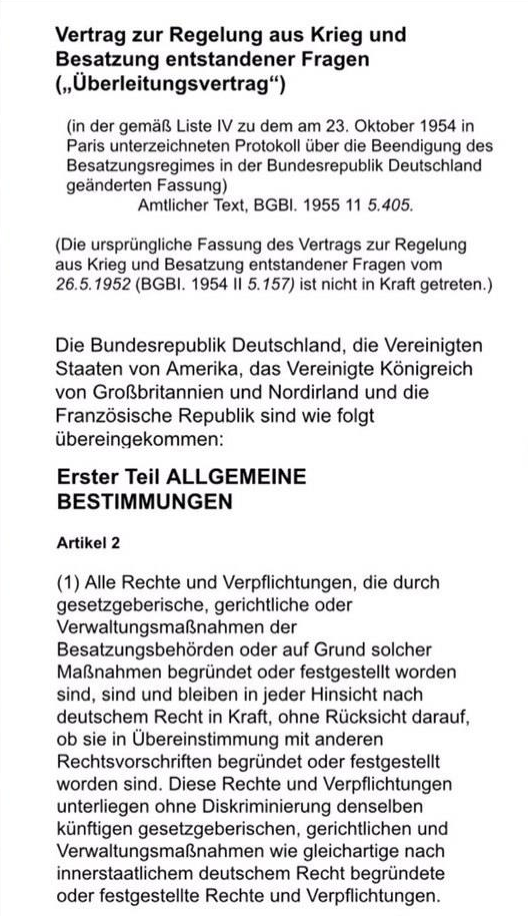 Vertrag zur Regelung aus Krieg und
Besatzung entstandener Fragen
(„Überleitungsvertrag“)
(in der gemäß Liste IV zu dem am 23. Oktober 1954 in
Paris unterzeichneten Protokoll über die Beendigung des
Besatzungsregimes in der Bundesrepublik Deutschland
geänderten Fassung)
Amtlicher Text, BGBl. 1955 11 5.405.
(Die ursprüngliche Fassung des Vertrags zur Regelung
aus Krieg und Besatzung entstandener Fragen vom
26.5.1952 (BGBl. 1954 II 5.157) ist nicht in Kraft getreten.)
Die Bundesrepublik Deutschland, die Vereinigten
Staaten von Amerika, das Vereinigte Königreich
von Großbritannien und Nordirland und die
Französische Republik sind wie folgt
übereingekommen:
Erster Teil ALLGEMEINE
BESTIMMUNGEN
Artikel 2
(1) Alle Rechte und Verpflichtungen, die durch
gesetzgeberische, gerichtliche oder
Verwaltungsmaßnahmen der
Besatzungsbehörden oder auf Grund solcher
Maßnahmen begründet oder festgestellt worden
sind, sind und bleiben in jeder Hinsicht nach
deutschem Recht in Kraft, ohne Rücksicht darauf,
ob sie in Übereinstimmung mit anderen
Rechtsvorschriften begründet oder festgestellt
worden sind. Diese Rechte und Verpflichtungen
unterliegen ohne Diskriminierung denselben
künftigen gesetzgeberischen, gerichtlichen und
Verwaltungsmaßnahmen wie gleichartige nach
innerstaatlichem deutschem Recht begründete
oder festgestellte Rechte und Verpflichtungen.